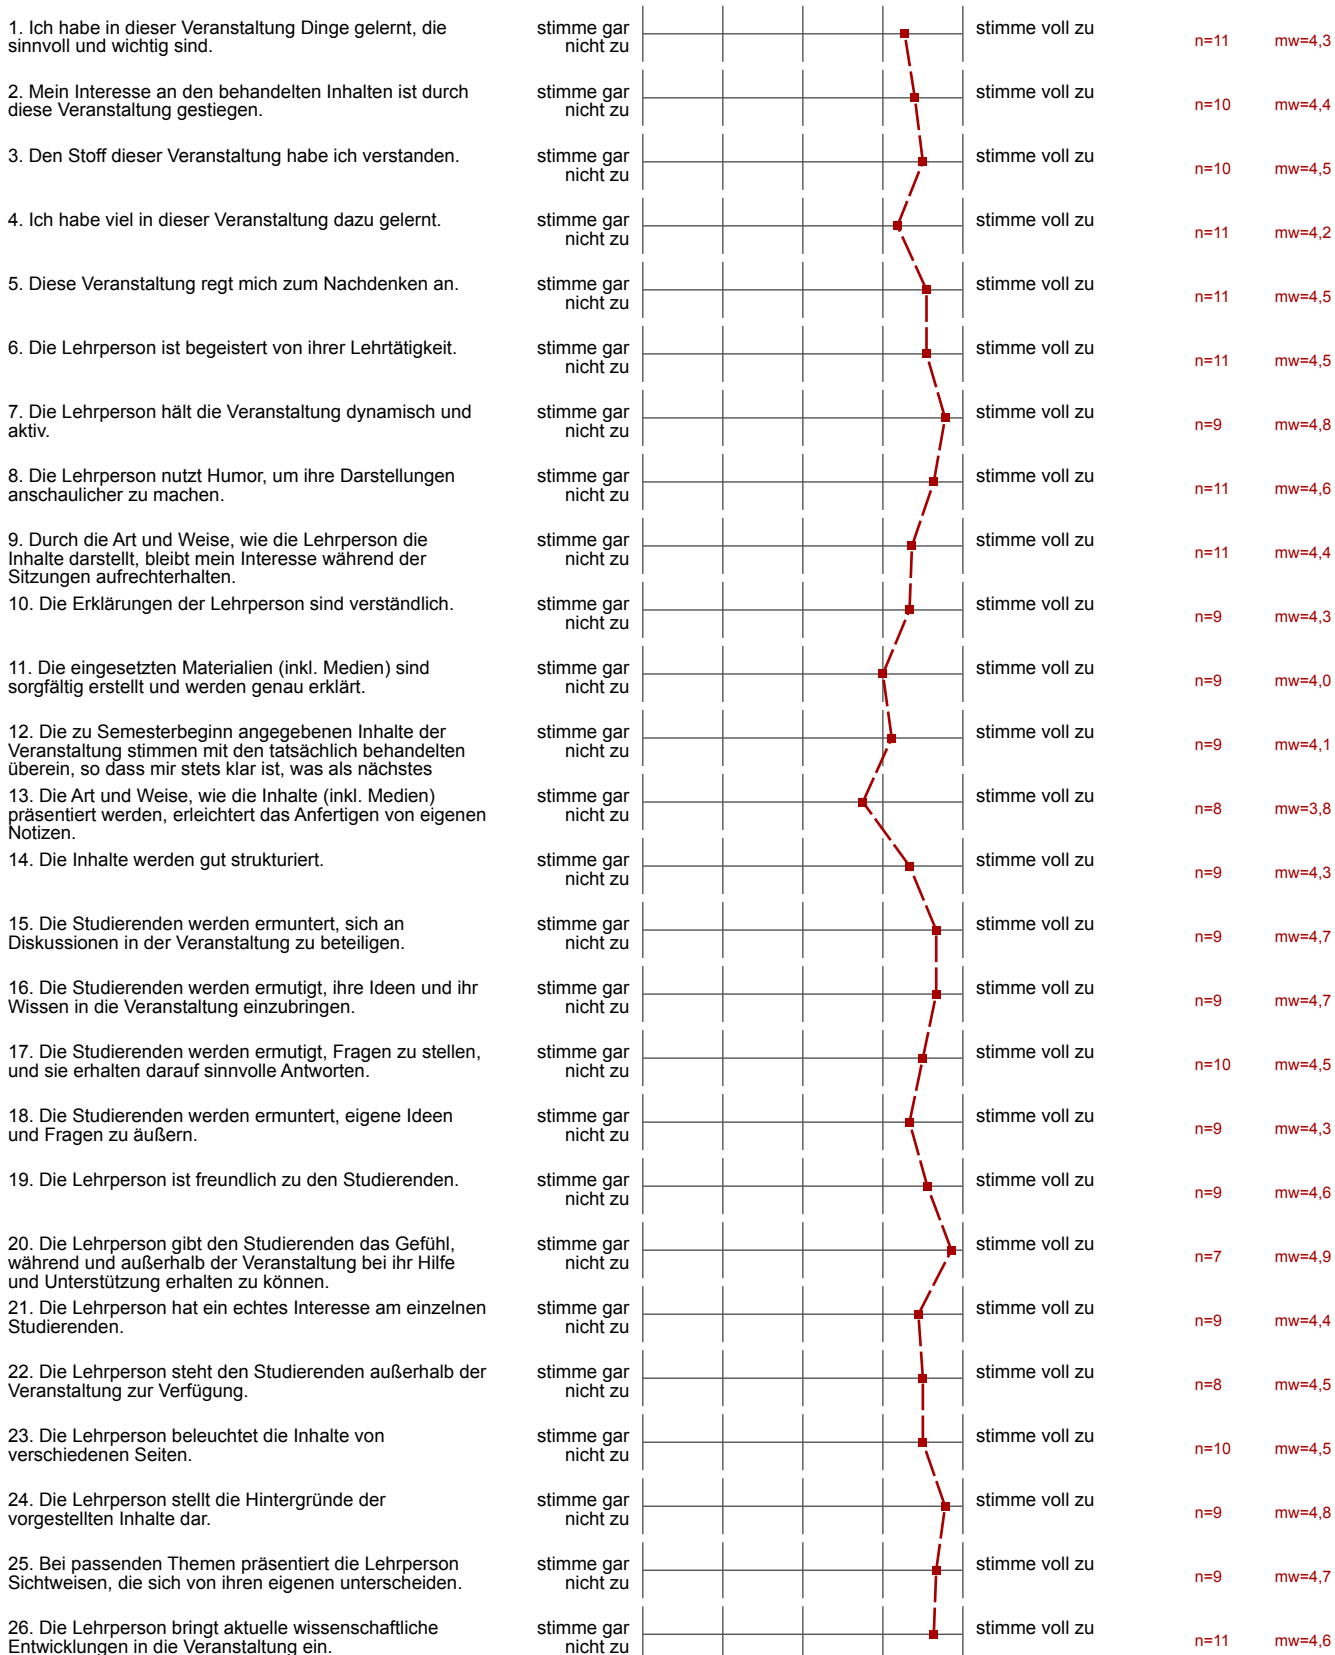 1. Ich habe in dieser Veranstaltung Dinge gelernt, die
sinnvoll und wichtig sind.
stimme gar
nicht zu
stimme voll zu
n=11 mw=4,3
2. Mein Interesse an den behandelten Inhalten ist durch
diese Veranstaltung gestiegen.
stimme gar
nicht zu
stimme voll zu
n=10 mw=4,4
3. Den Stoff dieser Veranstaltung habe ich verstanden.
stimme gar
nicht zu
stimme voll zu
n=10 mw=4,5
4. Ich habe viel in dieser Veranstaltung dazu gelernt.
stimme gar
nicht zu
stimme voll zu
n=11 mw=4,2
5. Diese Veranstaltung regt mich zum Nachdenken an.
stimme gar
nicht zu
stimme voll zu
n=11 mw=4,5
6. Die Lehrperson ist begeistert von ihrer Lehrtätigkeit.
stimme gar
nicht zu
stimme voll zu
n=11 mw=4,5
7. Die Lehrperson hält die Veranstaltung dynamisch und
aktiv.
stimme gar
nicht zu
stimme voll zu
n=9 mw=4,8
8. Die Lehrperson nutzt Humor, um ihre Darstellungen
anschaulicher zu machen.
stimme gar
nicht zu
stimme voll zu
n=11 mw=4,6
9. Durch die Art und Weise, wie die Lehrperson die
Inhalte darstellt, bleibt mein Interesse während der
Sitzungen aufrechterhalten.
stimme gar
nicht zu
stimme voll zu
n=11 mw=4,4
10. Die Erklärungen der Lehrperson sind verständlich.
stimme gar
nicht zu
stimme voll zu
n=9 mw=4,3
11. Die eingesetzten Materialien (inkl. Medien) sind
sorgfältig erstellt und werden genau erklärt.
stimme gar
nicht zu
stimme voll zu
n=9 mw=4,0
12. Die zu Semesterbeginn angegebenen Inhalte der
Veranstaltung stimmen mit den tatsächlich behandelten
überein, so dass mir stets klar ist, was als nächstes
stimme gar
nicht zu
stimme voll zu
n=9 mw=4,1
13. Die Art und Weise, wie die Inhalte (inkl. Medien)
präsentiert werden, erleichtert das Anfertigen von eigenen
Notizen.
stimme gar
nicht zu
stimme voll zu
n=8 mw=3,8
14. Die Inhalte werden gut strukturiert.
stimme gar
nicht zu
stimme voll zu
n=9 mw=4,3
15. Die Studierenden werden ermuntert, sich an
Diskussionen in der Veranstaltung zu beteiligen.
stimme gar
nicht zu
stimme voll zu
n=9 mw=4,7
16. Die Studierenden werden ermutigt, ihre Ideen und ihr
Wissen in die Veranstaltung einzubringen.
stimme gar
nicht zu
stimme voll zu
n=9 mw=4,7
17. Die Studierenden werden ermutigt, Fragen zu stellen,
und sie erhalten darauf sinnvolle Antworten.
stimme gar
nicht zu
stimme voll zu
n=10 mw=4,5
18. Die Studierenden werden ermuntert, eigene Ideen
und Fragen zu äußern.
stimme gar
nicht zu
stimme voll zu
n=9 mw=4,3
19. Die Lehrperson ist freundlich zu den Studierenden.
stimme gar
nicht zu
stimme voll zu
n=9 mw=4,6
20. Die Lehrperson gibt den Studierenden das Gefühl,
während und außerhalb der Veranstaltung bei ihr Hilfe
und Unterstützung erhalten zu können.
stimme gar
nicht zu
stimme voll zu
n=7 mw=4,9
21. Die Lehrperson hat ein echtes Interesse am einzelnen
Studierenden.
stimme gar
nicht zu
stimme voll zu
n=9 mw=4,4
22. Die Lehrperson steht den Studierenden außerhalb der
Veranstaltung zur Verfügung.
stimme gar
nicht zu
stimme voll zu
n=8 mw=4,5
23. Die Lehrperson beleuchtet die Inhalte von
verschiedenen Seiten.
stimme gar
nicht zu
stimme voll zu
n=10 mw=4,5
24. Die Lehrperson stellt die Hintergründe der
vorgestellten Inhalte dar.
stimme gar
nicht zu
stimme voll zu
n=9 mw=4,8
25. Bei passenden Themen präsentiert die Lehrperson
Sichtweisen, die sich von ihren eigenen unterscheiden.
stimme gar
nicht zu
stimme voll zu
n=9 mw=4,7
26. Die Lehrperson bringt aktuelle wissenschaftliche
Entwicklungen in die Veranstaltung ein.
stimme gar
nicht zu
stimme voll zu
n=11 mw=4,6